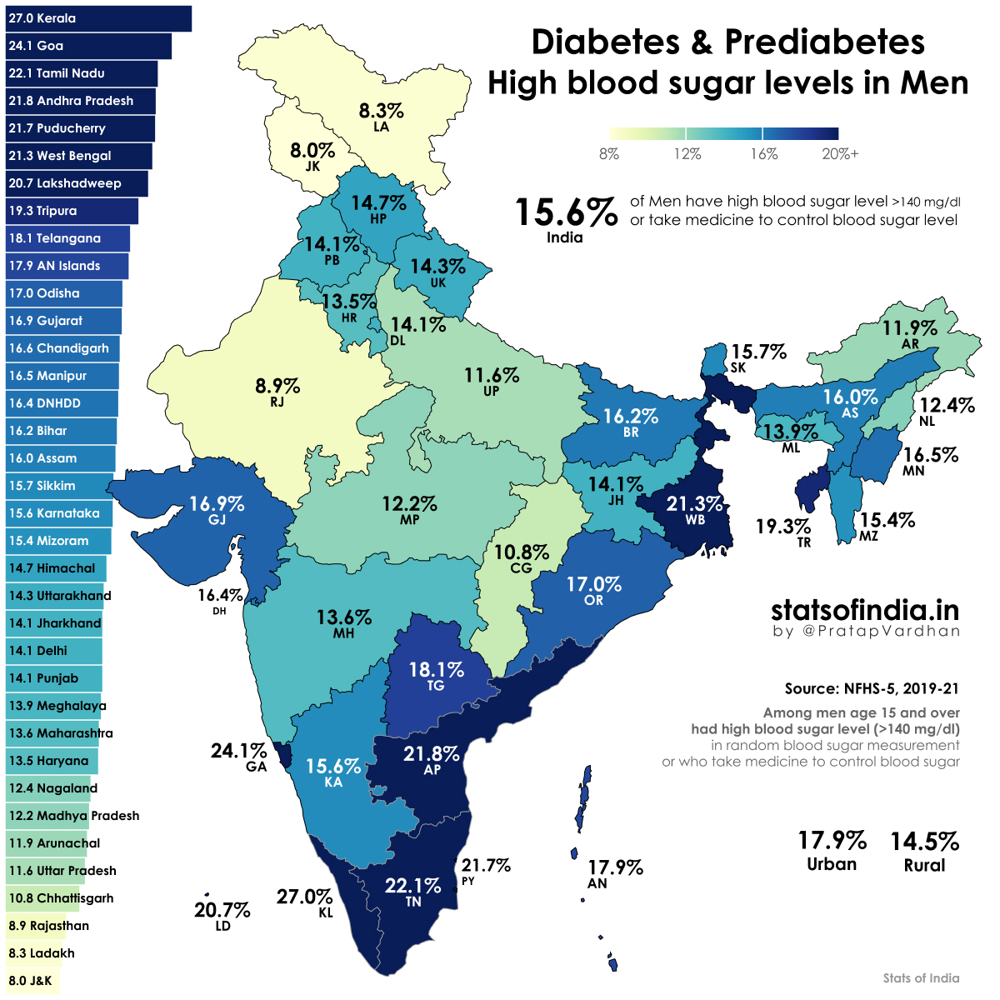 Diabetes & Prediabetes
High blood sugar levels in Men
8%
12%
16%
20%+
15.6%
India
of Men have high blood sugar level >140 mg/dl
or take medicine to control blood sugar level
27.0 Kerala
24.1 Goa
22.1 Tamil Nadu
21.8 Andhra Pradesh
21.7 Puducherry
21.3 West Bengal
20.7 Lakshadweep
19.3 Tripura
18.1 Telangana
17.9 AN Islands
17.0 Odisha
16.9 Gujarat
16.6 Chandigarh
16.5 Manipur
16.4 DNHDD
16.2 Bihar
16.0 Assam
15.7 Sikkim
15.6 Karnataka
15.4 Mizoram
14.7 Himachal
14.3 Uttarakhand
14.1 Jharkhand
14.1 Delhi
14.1 Punjab
13.9 Meghalaya
13.6 Maharashtra
13.5 Haryana
12.4 Nagaland
12.2 Madhya Pradesh
11.9 Arunachal
11.6 Uttar Pradesh
10.8 Chhattisgarh
8.9 Rajasthan
8.3 Ladakh
8.0 J&K
8.3%
LA
8.0%
JK
14.7%
HP
14.1%
PB
14.3%
UK
13.5%
HR
14.1%
DL
8.9%
RJ
11.6%
UP
15.7%
SK
11.9%
AR
16.0%
AS
12.4%
NL
13.9%
ML
16.5%
MN
16.2%
BR
14.1%
JH
21.3%
WB
19.3%
TR
15.4%
MZ
16.9%
GJ
12.2%
MP
10.8%
CG
17.0%
OR
16.4%
DH
13.6%
MH
18.1%
TG
24.1%
GA
15.6%
KA
21.8%
AP
21.7%
PY
17.9%
AN
22.1%
TN
27.0%
KL
20.7%
LD
statsofindia.in
by @PratapVardhan
Source: NFHS-5, 2019-21
Among men age 15 and over
had high blood sugar level (>140 mg/dl)
in random blood sugar measurement
or who take medicine to control blood sugar
17.9%
Urban
14.5%
Rural
Stats of India